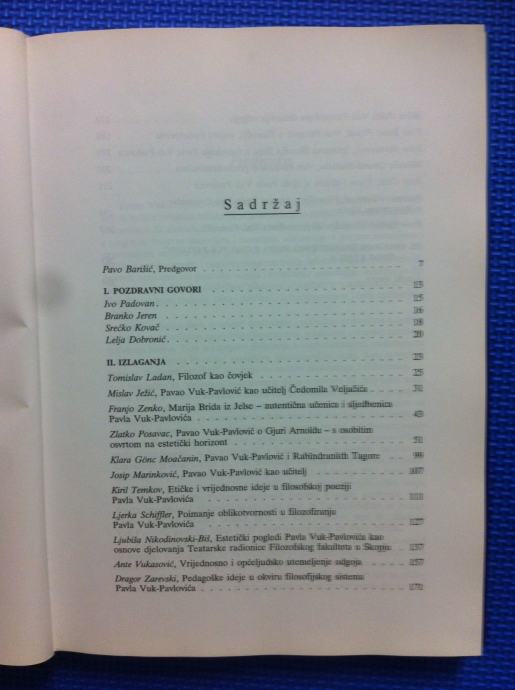 Sadržaj
Pavo Barišić, Predgovor . . . 7
I. POZDRAVNI GOVORI . . . 13
Ivo Padovan . . . 15
Branko Jeren . . . 16
Srećko Kovač . . . 18
Lelja Dobronić . . . 20
II. IZLAGANJA . . . 23
Tomislav Ladan, Filozof kao čovjek . . . 25
Mislav Ježić, Pavao Vuk-Pavlović kao učitelj Čedomila Veljačića . . . 31
Franjo Zenko, Marija Brida iz Jelse – autentična učenica i sljedbenica
Pavla Vuk-Pavlovića . . .
Zlatko Posavac, Pavao Vuk-Pavlović o Gjuri Arnoldu – s osobitim
osvrtom na estetički horizont . . . 51
Klara Gönc Moačanin, Pavao Vuk-Pavlović i Rabindranath Tagore
Josip Marinković, Pavao Vuk-Pavlović kao učitelj . . . 107
Kiril Temkov, Etičke i vrijednosne ideje u filosofskoj poeziji
Pavla Vuk-Pavlovića . . . 111
Ljerka Schiffler, Poimanje oblikotvornosti u filozofiranju
Pavla Vuk-Pavlovića . . . 127
Ljubiša Nikodinovski-Biš, Estetički pogledi Pavla Vuk-Pavlovića kao
osnove djelovanja Teatarske radionice Filozofskog fakulteta u Skopju . . . 137
Ante Vukasović, Vrijednosno i općeljudsko utemeljenje odgoja . . . 157
Dragor Zarevski, Pedagoške ideje u okviru filosofijskog sistema
Pavla Vuk-Pavlovića . . . 171